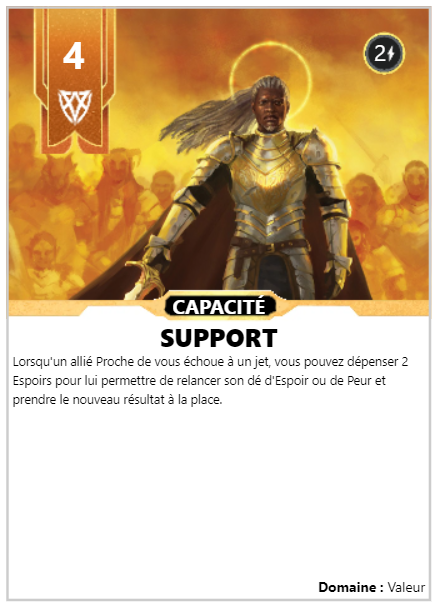 4
2
CAPACITÉ
SUPPORT
Lorsqu'un allié Proche de vous échoue à un jet, vous pouvez dépenser 2
Espoirs pour lui permettre de relancer son dé d'Espoir ou de Peur et
prendre le nouveau résultat à la place.
Domaine : Valeur